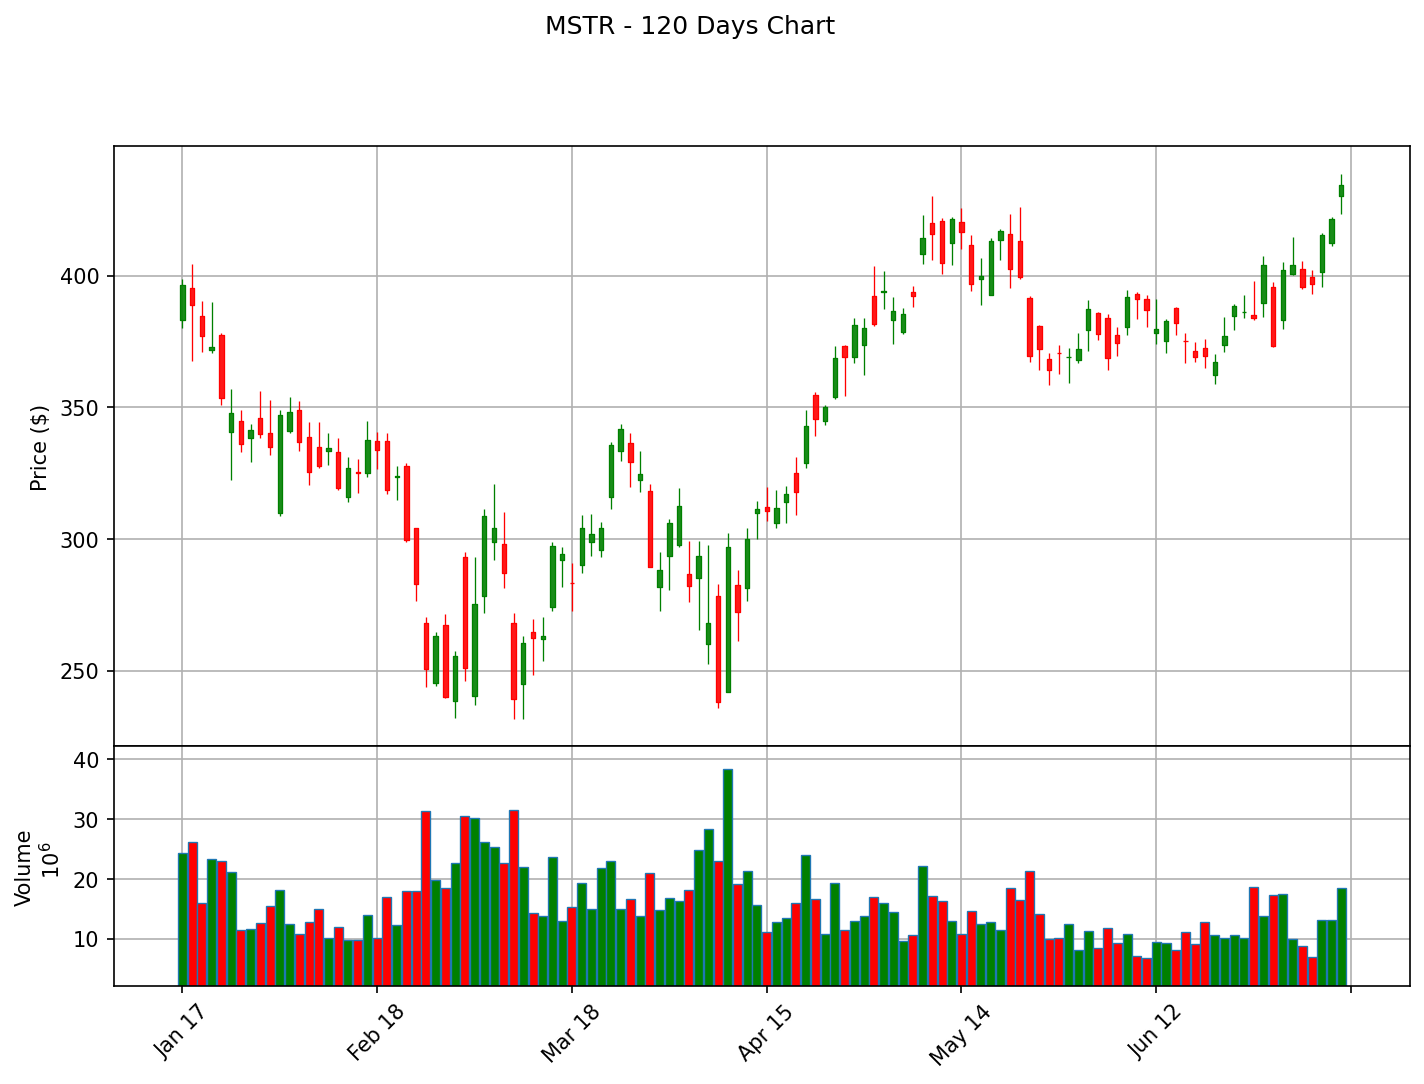 MSTR - 120 Days Chart
Price ($)
400
350
300
250
Volume
10⁶
40
30
20
10
Jan 17
Feb 18
Mar 18
Apr 15
May 14
Jun 12